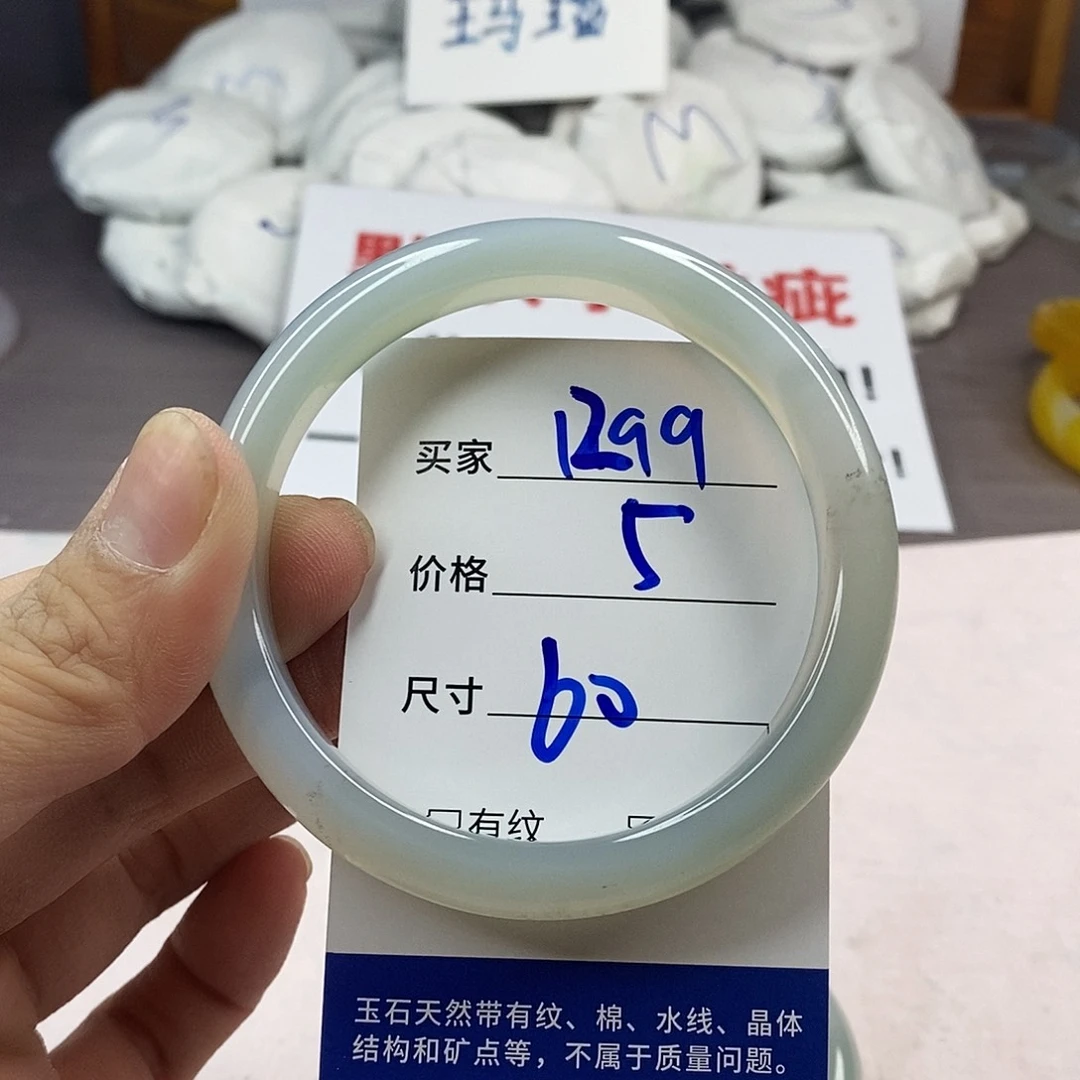 玛瑙
疵
!
!
买家 1299
价格 5
尺寸 60
有纹
玉石天然带有纹、棉、水线、晶体
结构和矿点等，不属于质量问题。